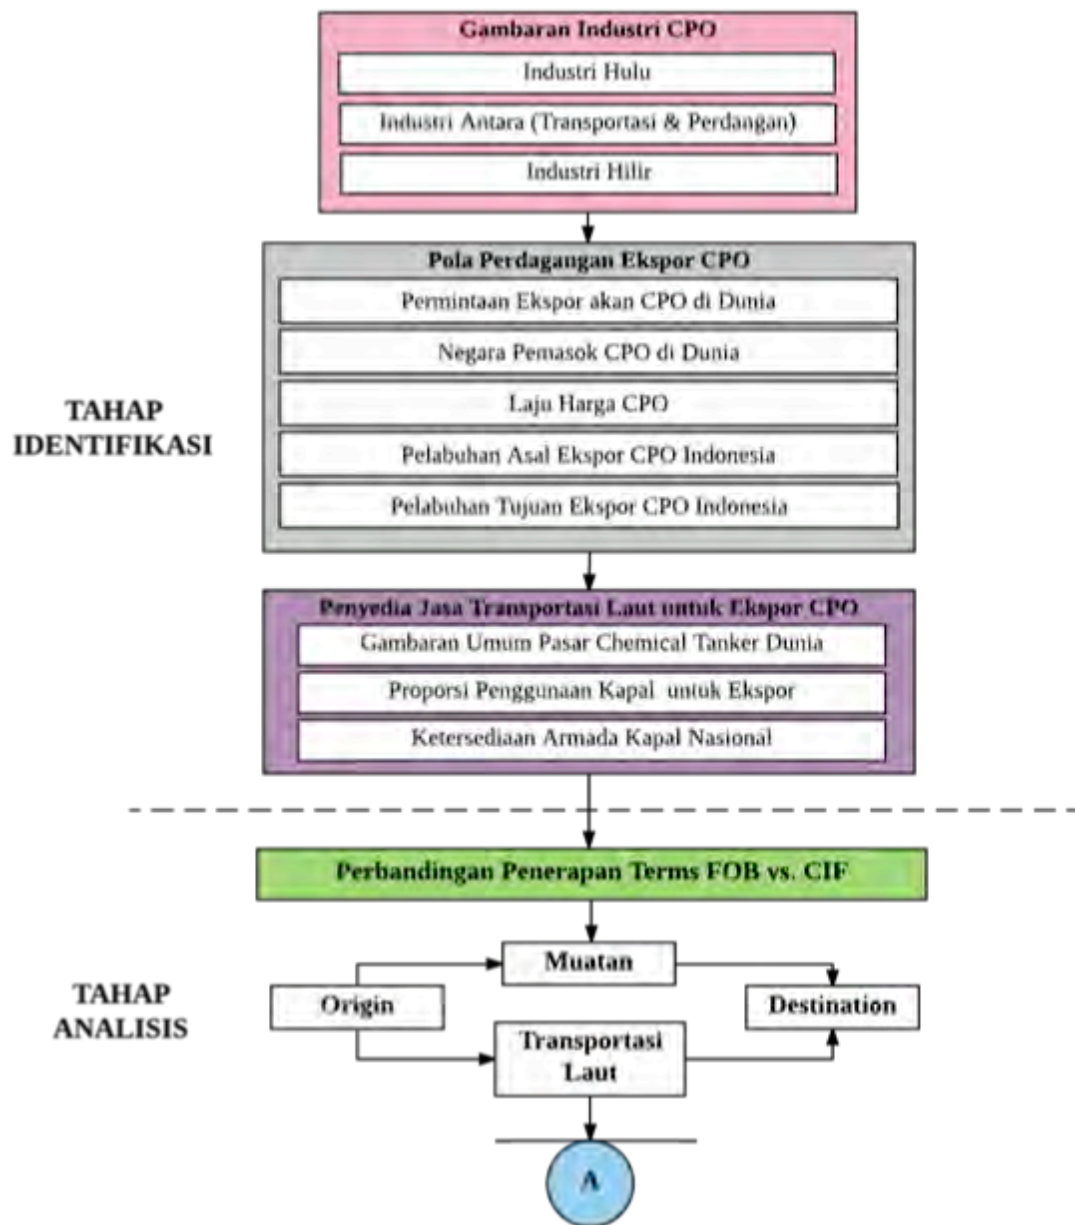 Gambaran Industri CPO
Industri Hulu
Industri Antara (Transportasi & Perdangan)
Industri Hilir
Pola Perdagangan Ekspor CPO
Permintaan Ekspor akan CPO di Dunia
Negara Pemasok CPO di Dunia
Laju Harga CPO
Pelabuhan Asal Ekspor CPO Indonesia
Pelabuhan Tujuan Ekspor CPO Indonesia
TAHAP
IDENTIFIKASI
Penyedia Jasa Transportasi Laut untuk Ekspor CPO
Gambaran Umum Pasar Chemical Tanker Dunia
Proporsi Penggunaan Kapal untuk Ekspor
Ketersediaan Armada Kapal Nasional
Perbandingan Penerapan Terms FOB vs. CIF
TAHAP
ANALISIS
Muatan
Origin
Destination
Transportasi
Laut
A